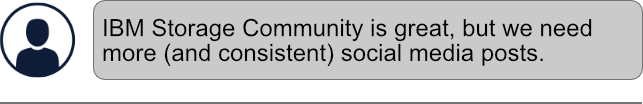 IBM Storage Community is great, but we need
more (and consistent) social media posts.